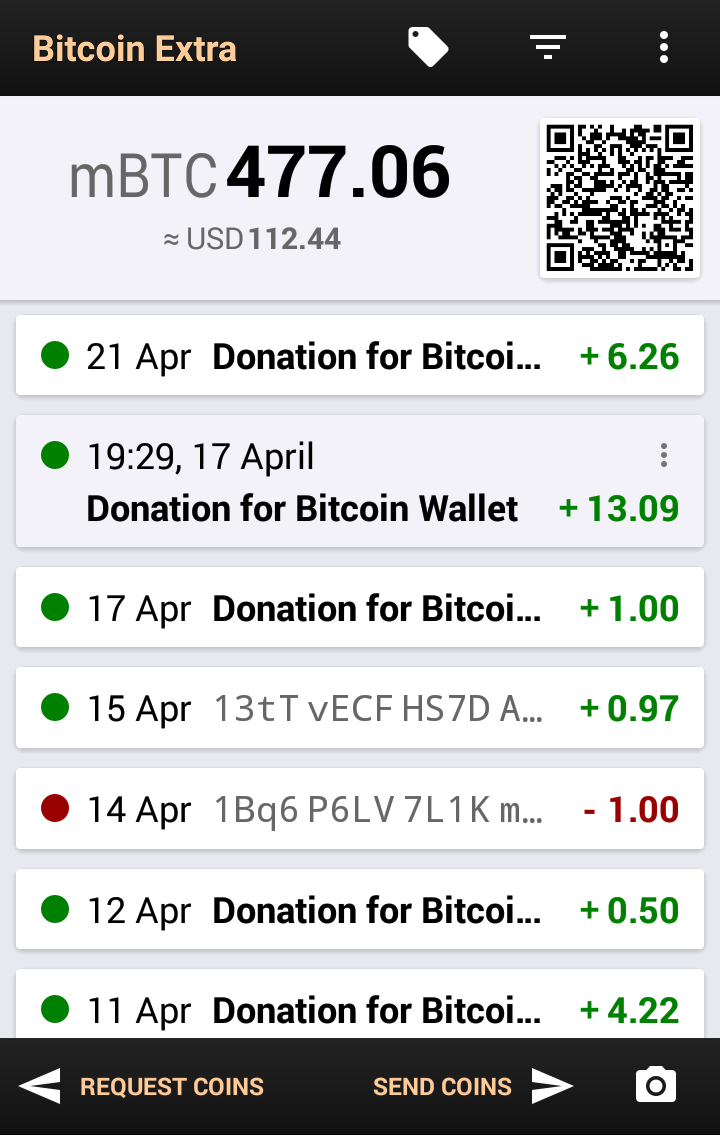 Bitcoin Extra
mBTC 477.06
≈ USD 112.44
21 Apr Donation for Bitcoi... + 6.26
19:29, 17 April
Donation for Bitcoin Wallet + 13.09
17 Apr Donation for Bitcoi... + 1.00
15 Apr 13tT vECF HS7D A... + 0.97
14 Apr 1Bq6 P6LV 7L1K m... - 1.00
12 Apr Donation for Bitcoi... + 0.50
11 Apr Donation for Bitcoi... + 4.22
REQUEST COINS SEND COINS